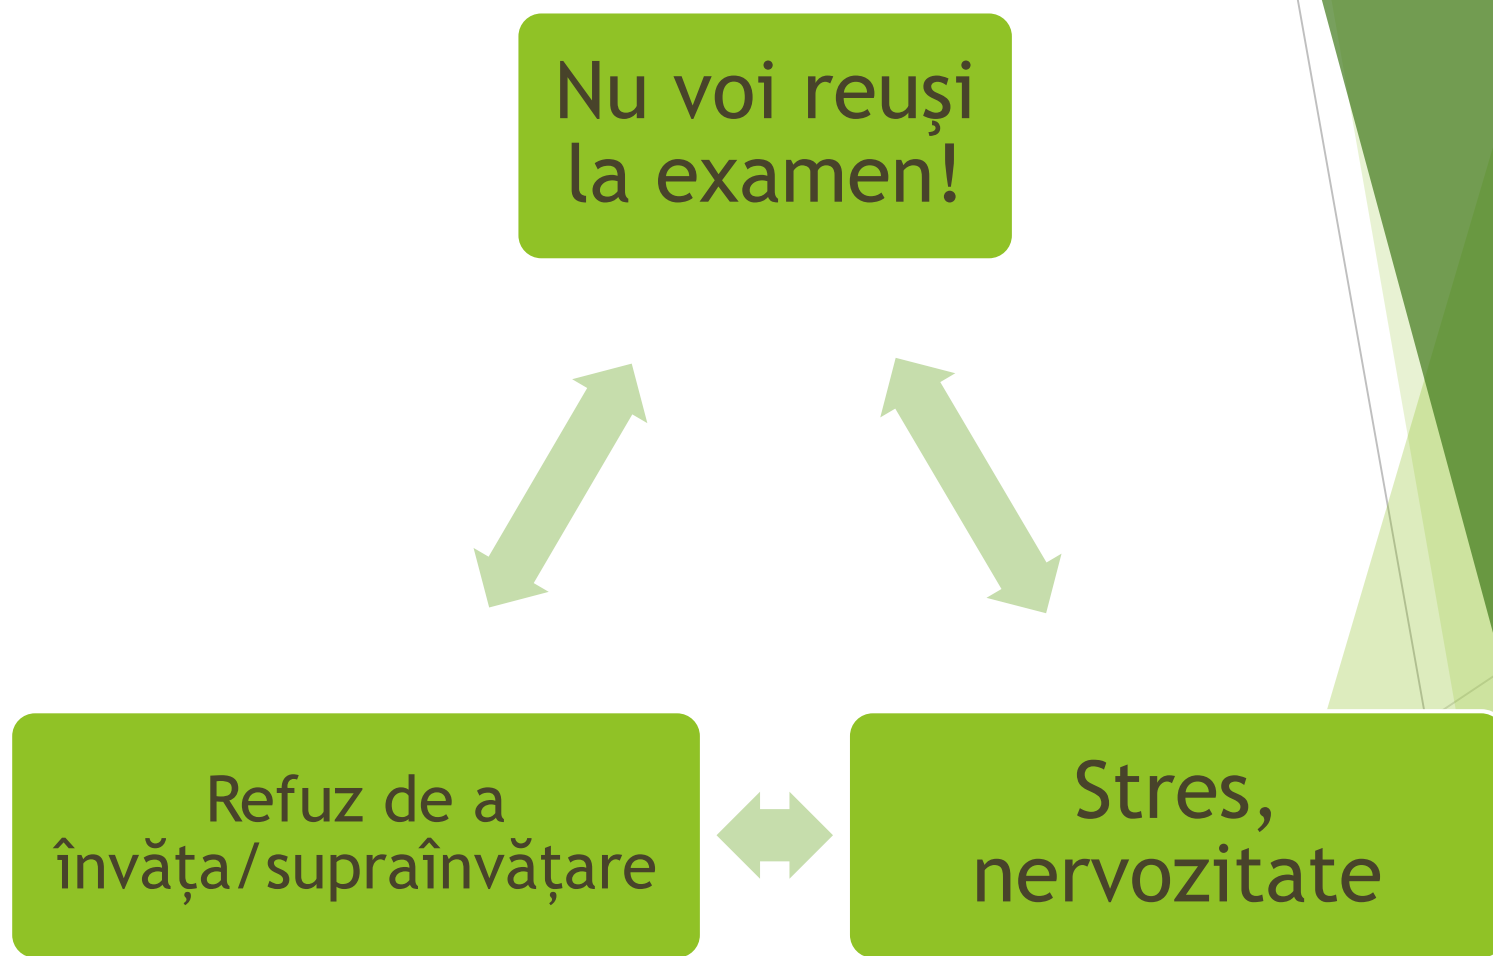 Nu voi reuși
la examen!
Refuz de a
învăța/supraînvățare
Stres,
nervozitate